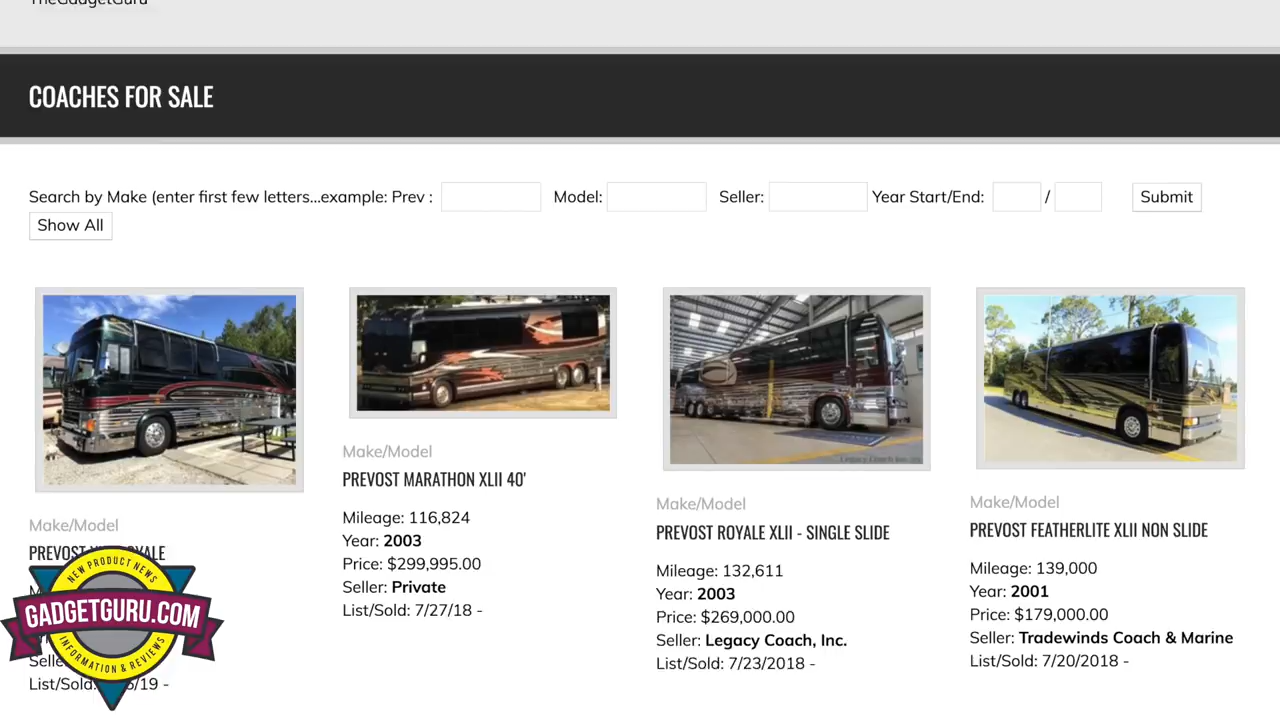 TheGadgetGuru
COACHES FOR SALE
Search by Make (enter first few letters...example: Prev :
Model:
Seller:
Year Start/End:
/
Submit
Show All
Make/Model
PREVOST ROYALE
List/Sold: /19 -
Make/Model
PREVOST MARATHON XLII 40'
Mileage: 116,824
Year: 2003
Price: $299,995.00
Seller: Private
List/Sold: 7/27/18 -
Legacy Coach Inc.
Make/Model
PREVOST ROYALE XLII - SINGLE SLIDE
Mileage: 132,611
Year: 2003
Price: $269,000.00
Seller: Legacy Coach, Inc.
List/Sold: 7/23/2018 -
Make/Model
PREVOST FEATHERLITE XLII NON SLIDE
Mileage: 139,000
Year: 2001
Price: $179,000.00
Seller: Tradewinds Coach & Marine
List/Sold: 7/20/2018 -
NEW PRODUCT NEWS
GADGETGURU.COM
INFORMATION & REVIEWS